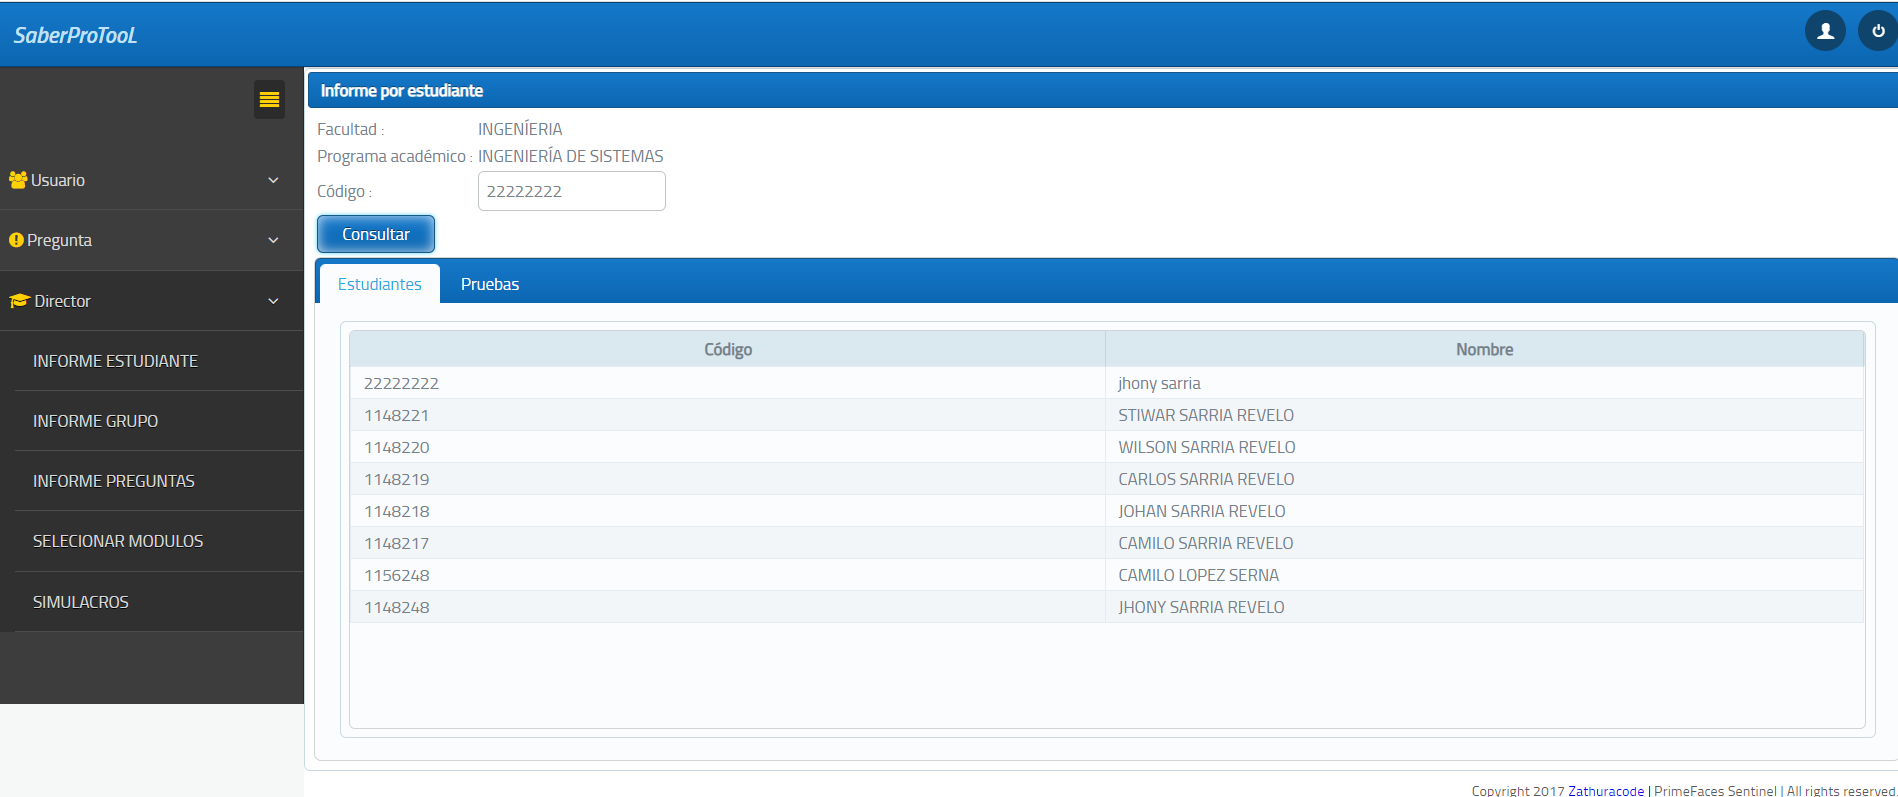 SaberProTooL
Usuario
Pregunta
Director
INFORME ESTUDIANTE
INFORME GRUPO
INFORME PREGUNTAS
SELECIONAR MODULOS
SIMULACROS
Informe por estudiante
Facultad : INGENÍERIA
Programa académico : INGENIERÍA DE SISTEMAS
Código : 22222222
Consultar
Estudiantes Pruebas
Código Nombre
22222222 jhony sarria
1148221 STIWAR SARRIA REVELO
1148220 WILSON SARRIA REVELO
1148219 CARLOS SARRIA REVELO
1148218 JOHAN SARRIA REVELO
1148217 CAMILO SARRIA REVELO
1156248 CAMILO LOPEZ SERNA
1148248 JHONY SARRIA REVELO
Copyright 2017 Zathuracode | PrimeFaces Sentinel | All rights reserved.